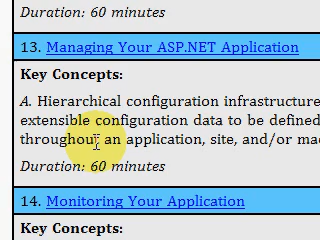 Duration: 60 minutes
13. Managing Your ASP.NET Application
Key Concepts:
A. Hierarchical configuration infrastructure
extensible configuration data to be defined
throughout an application, site, and/or
Duration: 60 minutes
14. Monitoring Your Application
Key Concepts: